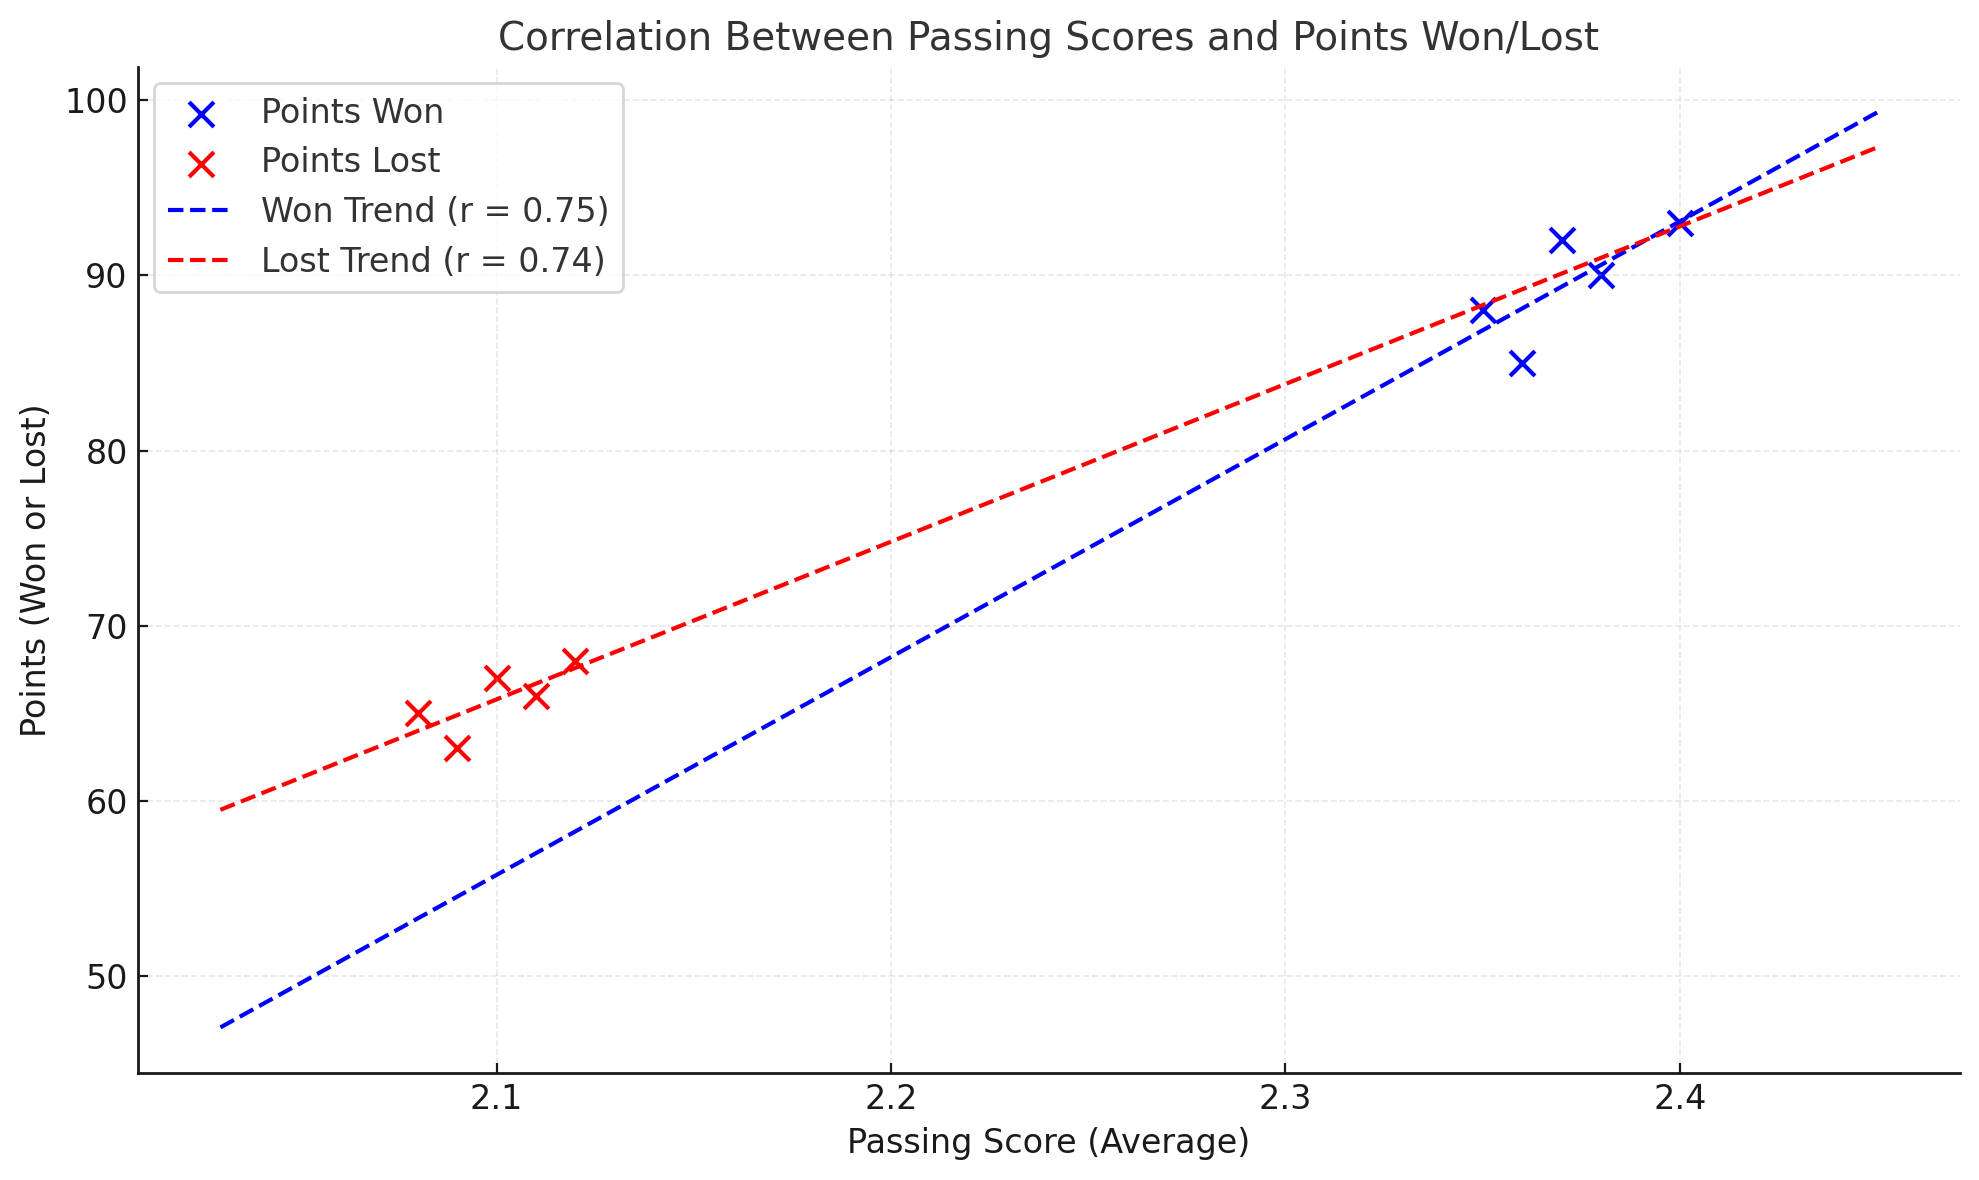 Correlation Between Passing Scores and Points Won/Lost
Points Won
Points Lost
Won Trend (r = 0.75)
Lost Trend (r = 0.74)
Points (Won or Lost)
100
90
80
70
60
50
2.1
2.2
2.3
2.4
Passing Score (Average)